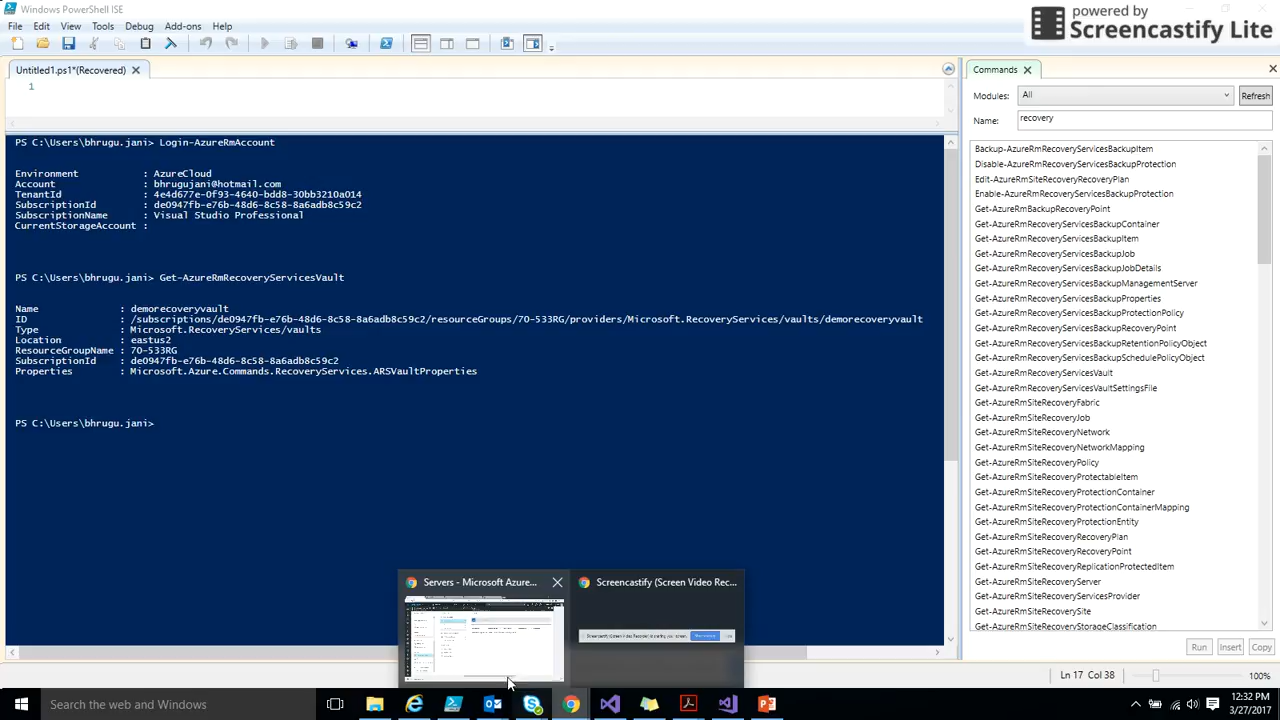 Windows PowerShell ISE
File Edit View Tools Debug Add-ons Help
powered by
Screencastify Lite
Untitled1.ps1*(Recovered)
1
PS C:\Users\bhrugu.jani> Login-AzureRmAccount
Environment : AzureCloud
Account : bhrugujani@hotmail.com
TenantId : 4e4d677e-0f93-4640-bdd8-30bb3210a014
SubscriptionId : de0947fb-e76b-48d6-8c58-8a6adb8c59c2
SubscriptionName : Visual Studio Professional
CurrentStorageAccount :
PS C:\Users\bhrugu.jani> Get-AzureRmRecoveryServicesVault
Name : demorecoveryvault
ID : /subscriptions/de0947fb-e76b-48d6-8c58-8a6adb8c59c2/resourceGroups/70-533RG/providers/Microsoft.RecoveryServices/vaults/demorecoveryvault
Type : Microsoft.RecoveryServices/vaults
Location : eastus2
ResourceGroupName : 70-533RG
SubscriptionId : de0947fb-e76b-48d6-8c58-8a6adb8c59c2
Properties : Microsoft.Azure.Commands.RecoveryServices.ARSVaultProperties
PS C:\Users\bhrugu.jani>
Commands
Modules: All Refresh
Name: recovery
Backup-AzureRmRecoveryServicesBackupItem
Disable-AzureRmRecoveryServicesBackupProtection
Edit-AzureRmSiteRecoveryRecoveryPlan
Enable-AzureRmRecoveryServicesBackupProtection
Get-AzureRmBackupRecoveryPoint
Get-AzureRmRecoveryServicesBackupContainer
Get-AzureRmRecoveryServicesBackupItem
Get-AzureRmRecoveryServicesBackupJob
Get-AzureRmRecoveryServicesBackupJobDetails
Get-AzureRmRecoveryServicesBackupManagementServer
Get-AzureRmRecoveryServicesBackupProperties
Get-AzureRmRecoveryServicesBackupProtectionPolicy
Get-AzureRmRecoveryServicesBackupRecoveryPoint
Get-AzureRmRecoveryServicesBackupRetentionPolicyObject
Get-AzureRmRecoveryServicesBackupSchedulePolicyObject
Get-AzureRmRecoveryServicesVault
Get-AzureRmRecoveryServicesVaultSettingsFile
Get-AzureRmSiteRecoveryFabric
Get-AzureRmSiteRecoveryJob
Get-AzureRmSiteRecoveryNetwork
Get-AzureRmSiteRecoveryNetworkMapping
Get-AzureRmSiteRecoveryPolicy
Get-AzureRmSiteRecoveryProtectableItem
Get-AzureRmSiteRecoveryProtectionContainer
Get-AzureRmSiteRecoveryProtectionContainerMapping
Get-AzureRmSiteRecoveryProtectionEntity
Get-AzureRmSiteRecoveryRecoveryPlan
Get-AzureRmSiteRecoveryRecoveryPoint
Get-AzureRmSiteRecoveryReplicationProtectedItem
Get-AzureRmSiteRecoveryServer
Get-AzureRmSiteRecoveryServicesProvider
Get-AzureRmSiteRecoverySite
Get-AzureRmSiteRecoveryStorageClassification
Run Insert Copy
Servers - Microsoft Azure...
Screencastify (Screen Video Rec...
Ln 17 Col 38 100%
Search the web and Windows
12:32 PM
3/27/2017